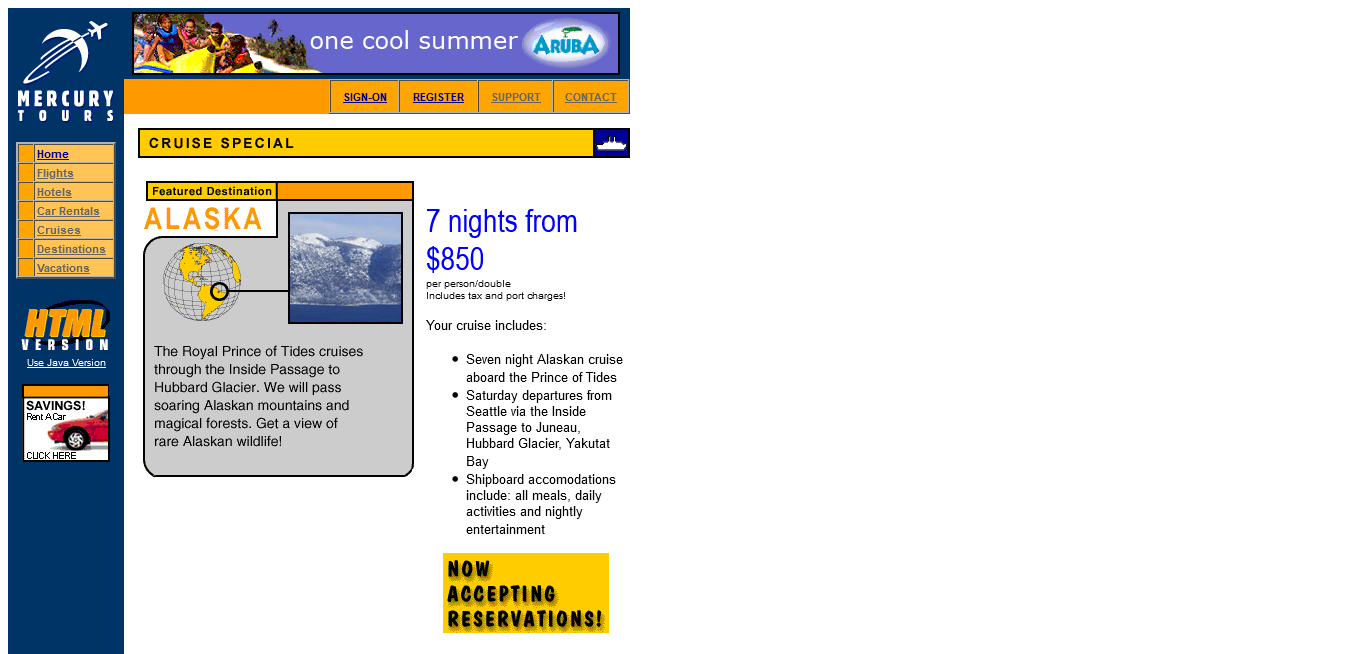 one cool summer ARUBA
MERCURY
TOURS
SIGN-ON REGISTER SUPPORT CONTACT
CRUISE SPECIAL
Home
Flights
Hotels
Car Rentals
Cruises
Destinations
Vacations
HTML
VERSION
Use Java Version
SAVINGS!
Rent A Car
CLICK HERE
Featured Destination
ALASKA
The Royal Prince of Tides cruises
through the Inside Passage to
Hubbard Glacier. We will pass
soaring Alaskan mountains and
magical forests. Get a view of
rare Alaskan wildlife!
7 nights from
$850
per person/double
Includes tax and port charges!
Your cruise includes:
Seven night Alaskan cruise
aboard the Prince of Tides
Saturday departures from
Seattle via the Inside
Passage to Juneau,
Hubbard Glacier, Yakutat
Bay
Shipboard accomodations
include: all meals, daily
activities and nightly
entertainment
NOW
ACCEPTING
RESERVATIONS!